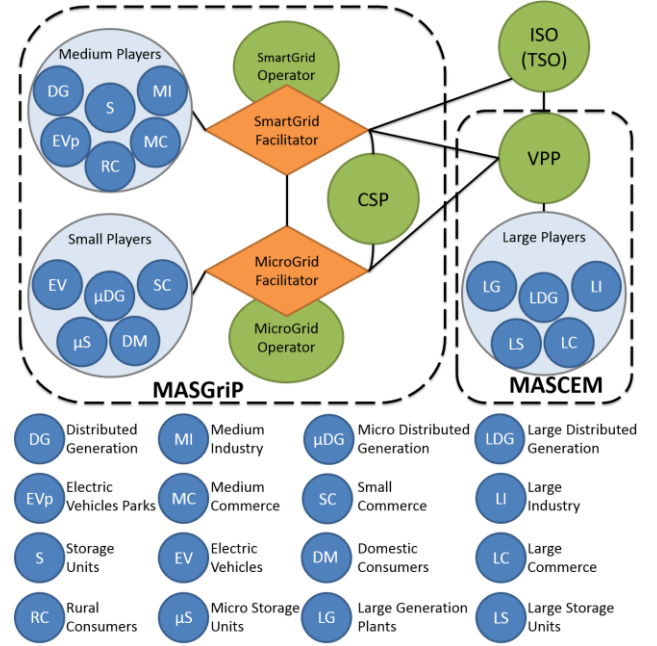 Medium Players
DG
MI
S
EVp
MC
RC
SmartGrid
Operator
SmartGrid
Facilitator
ISO
(TSO)
VPP
CSP
Small Players
EV
µDG
SC
µS
DM
MicroGrid
Facilitator
MicroGrid
Operator
Large Players
LG
LDG
LI
LS
LC
MASGriP
MASCEM
DG
Distributed
Generation
MI
Medium
Industry
µDG
Micro Distributed
Generation
LDG
Large Distributed
Generation
EVp
Electric
Vehicles Parks
MC
Medium
Commerce
SC
Small
Commerce
LI
Large
Industry
S
Storage
Units
EV
Electric
Vehicles
DM
Domestic
Consumers
LC
Large
Commerce
RC
Rural
Consumers
µS
Micro Storage
Units
LG
Large Generation
Plants
LS
Large Storage
Units